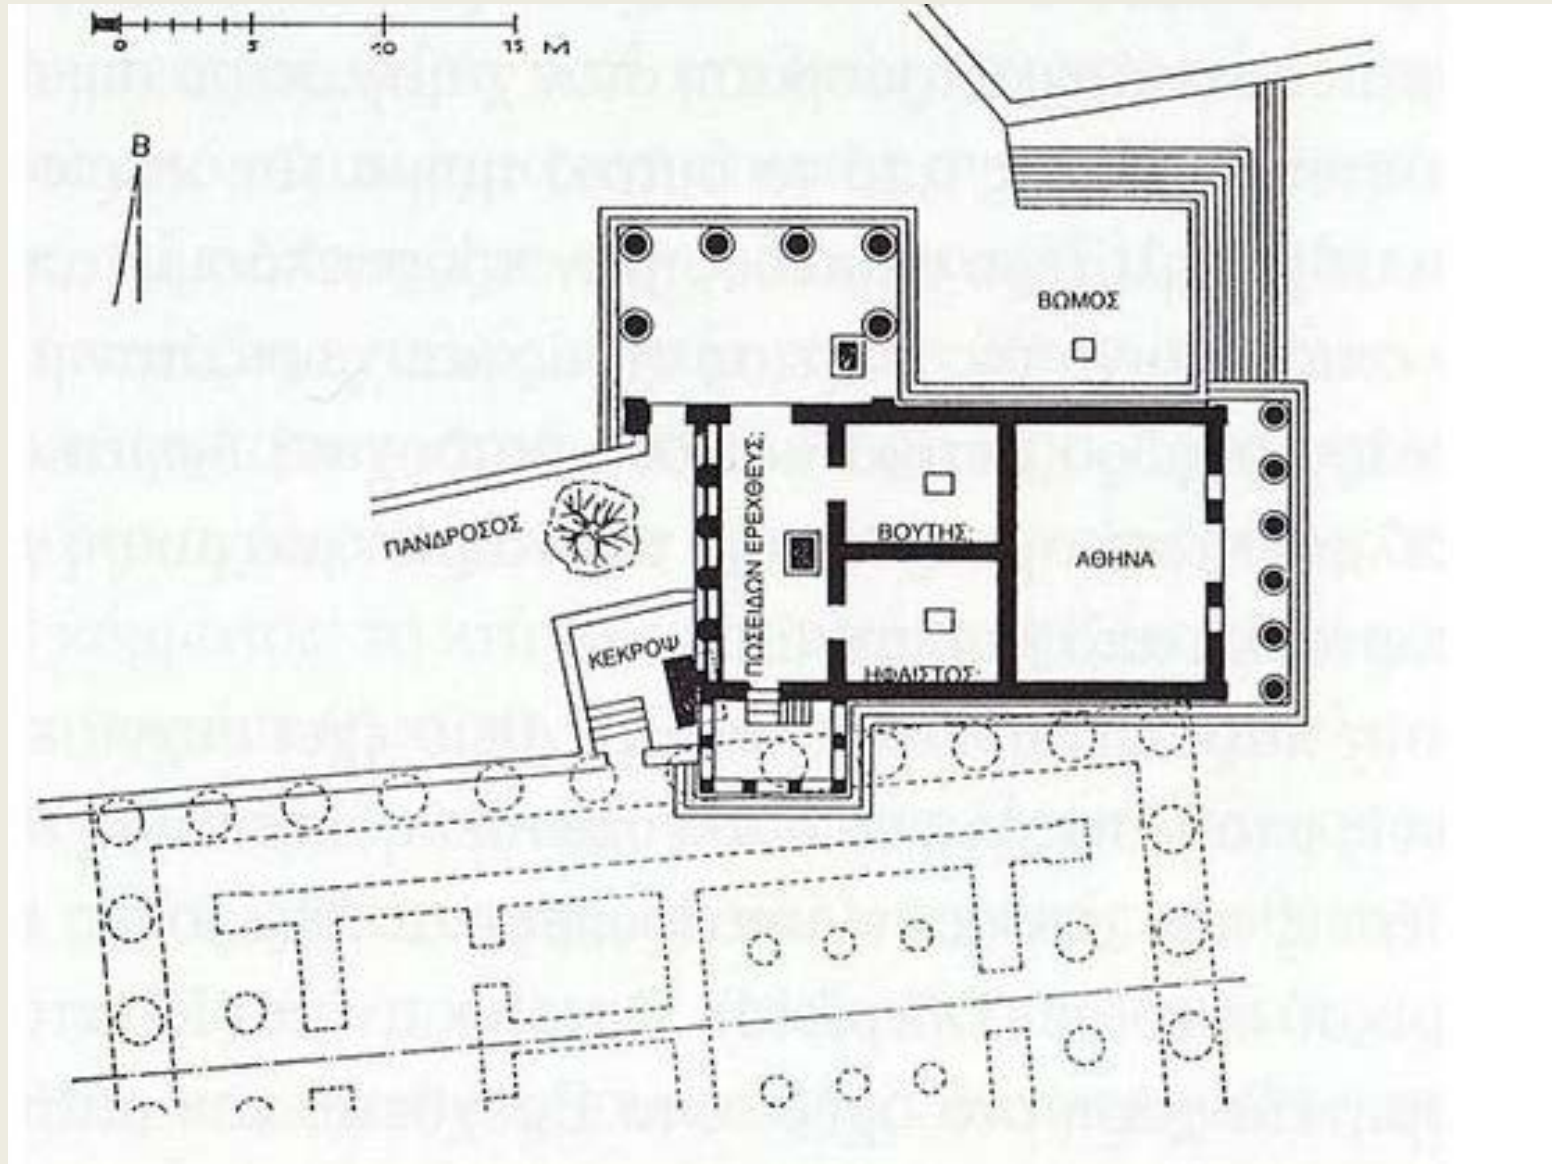 0 5 10 15 M
B
ΒΩΜΟΣ
ΠΟΣΕΙΔΩΝ ΕΡΕΧΘΕΥΣ;
ΒΟΥΤΗΣ;
ΠΑΝΔΡΟΣΟΣ
ΑΘΗΝΑ
ΚΕΚΡΟΨ
ΗΦΑΙΣΤΟΣ;